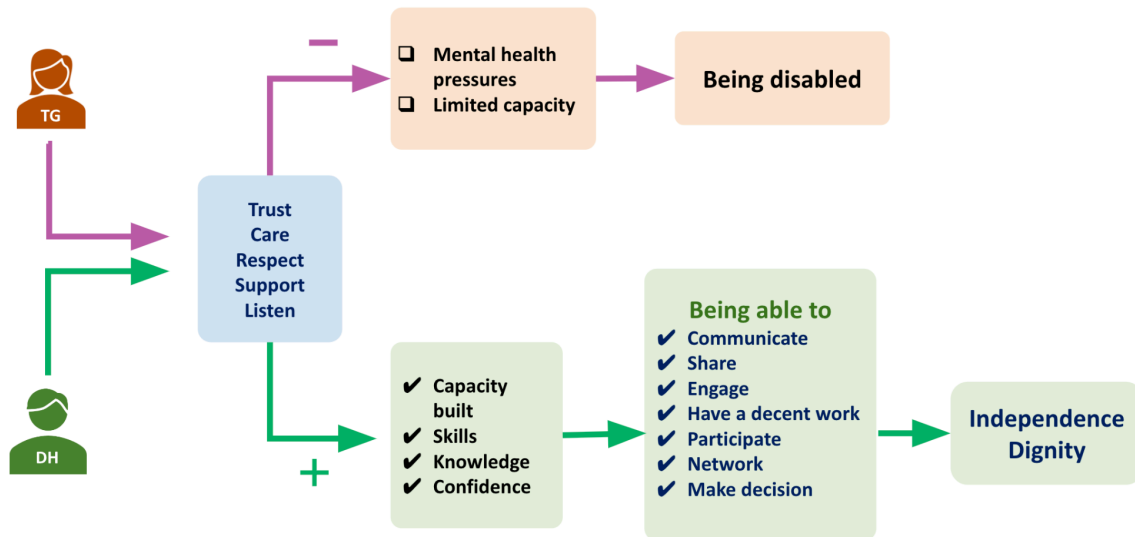 TG
−
❑ Mental health
pressures
❑ Limited capacity
Being disabled
Trust
Care
Respect
Support
Listen
DH
+
✔ Capacity
built
✔ Skills
✔ Knowledge
✔ Confidence
Being able to
✔ Communicate
✔ Share
✔ Engage
✔ Have a decent work
✔ Participate
✔ Network
✔ Make decision
Independence
Dignity